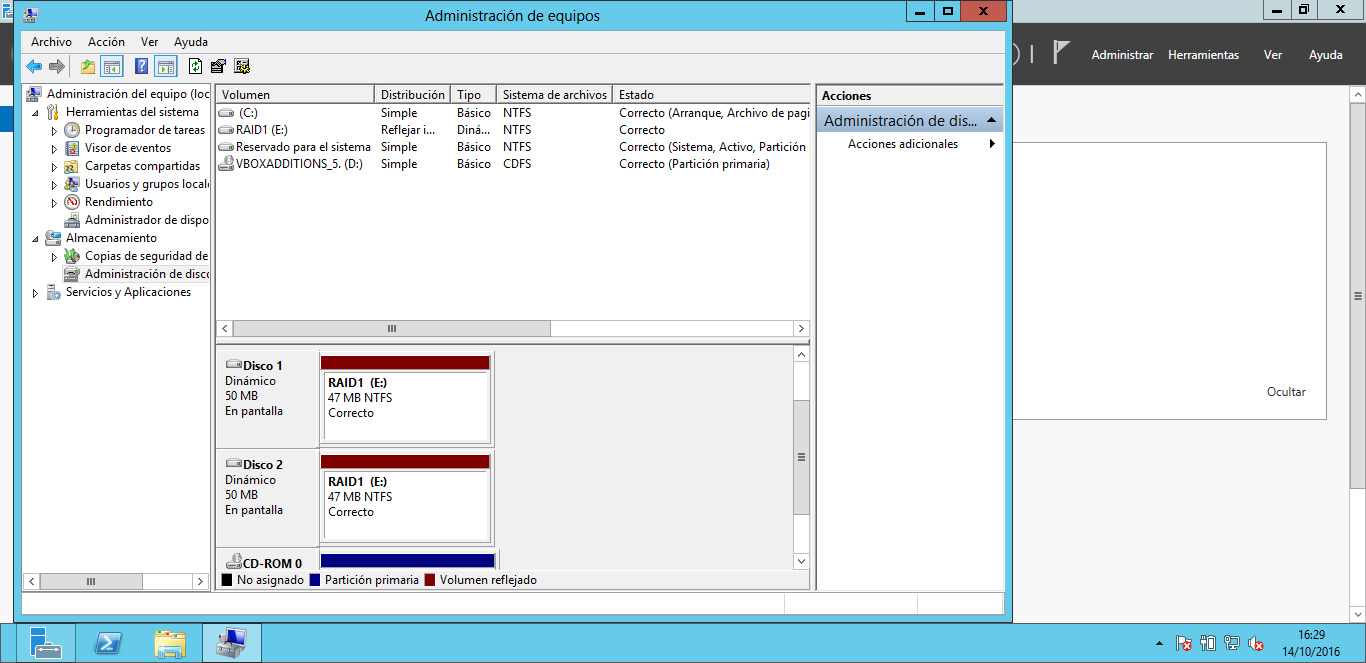 Administración de equipos
Archivo Acción Ver Ayuda
Administrar Herramientas Ver Ayuda
Administración del equipo (loc
Herramientas del sistema
Programador de tareas
Visor de eventos
Carpetas compartidas
Usuarios y grupos locale
Rendimiento
Administrador de dispo
Almacenamiento
Copias de seguridad de
Administración de disco
Servicios y Aplicaciones
Volumen Distribución Tipo Sistema de archivos Estado
(C:) Simple Básico NTFS Correcto (Arranque, Archivo de pagi
RAID1 (E:) Reflejar i... Diná... NTFS Correcto
Reservado para el sistema Simple Básico NTFS Correcto (Sistema, Activo, Partición
VBOXADDITIONS_5. (D:) Simple Básico CDFS Correcto (Partición primaria)
Acciones
Administración de dis...
Acciones adicionales
Disco 1
Dinámico
50 MB
En pantalla
RAID1 (E:)
47 MB NTFS
Correcto
Disco 2
Dinámico
50 MB
En pantalla
RAID1 (E:)
47 MB NTFS
Correcto
CD-ROM 0
No asignado Partición primaria Volumen reflejado
Ocultar
16:29
14/10/2016